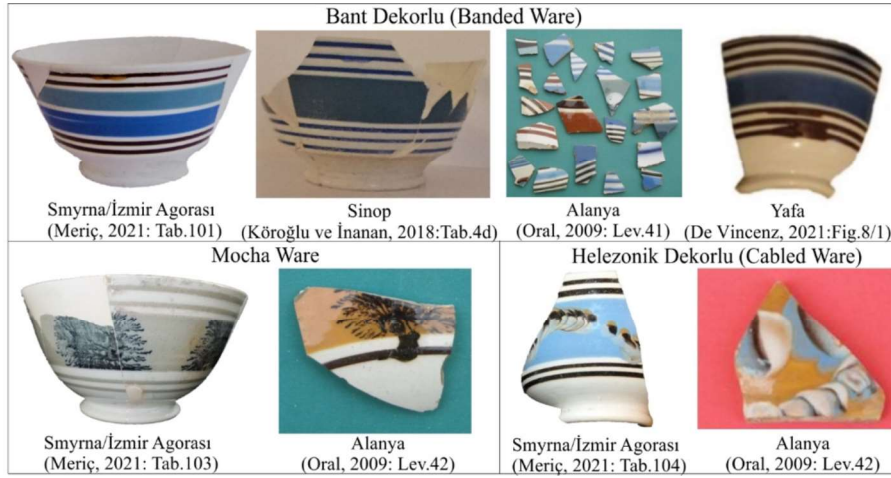 Bant Dekorlu (Banded Ware)
Smyrna/İzmir Agorası
(Meriç, 2021: Tab.101)
Sinop
(Köroğlu ve İnanan, 2018:Tab.4d)
Alanya
(Oral, 2009: Lev.41)
Yafa
(De Vincenz, 2021:Fig.8/1)
Mocha Ware
Smyrna/İzmir Agorası
(Meriç, 2021: Tab.103)
Alanya
(Oral, 2009: Lev.42)
Helezonik Dekorlu (Cabled Ware)
Smyrna/İzmir Agorası
(Meriç, 2021: Tab.104)
Alanya
(Oral, 2009: Lev.42)